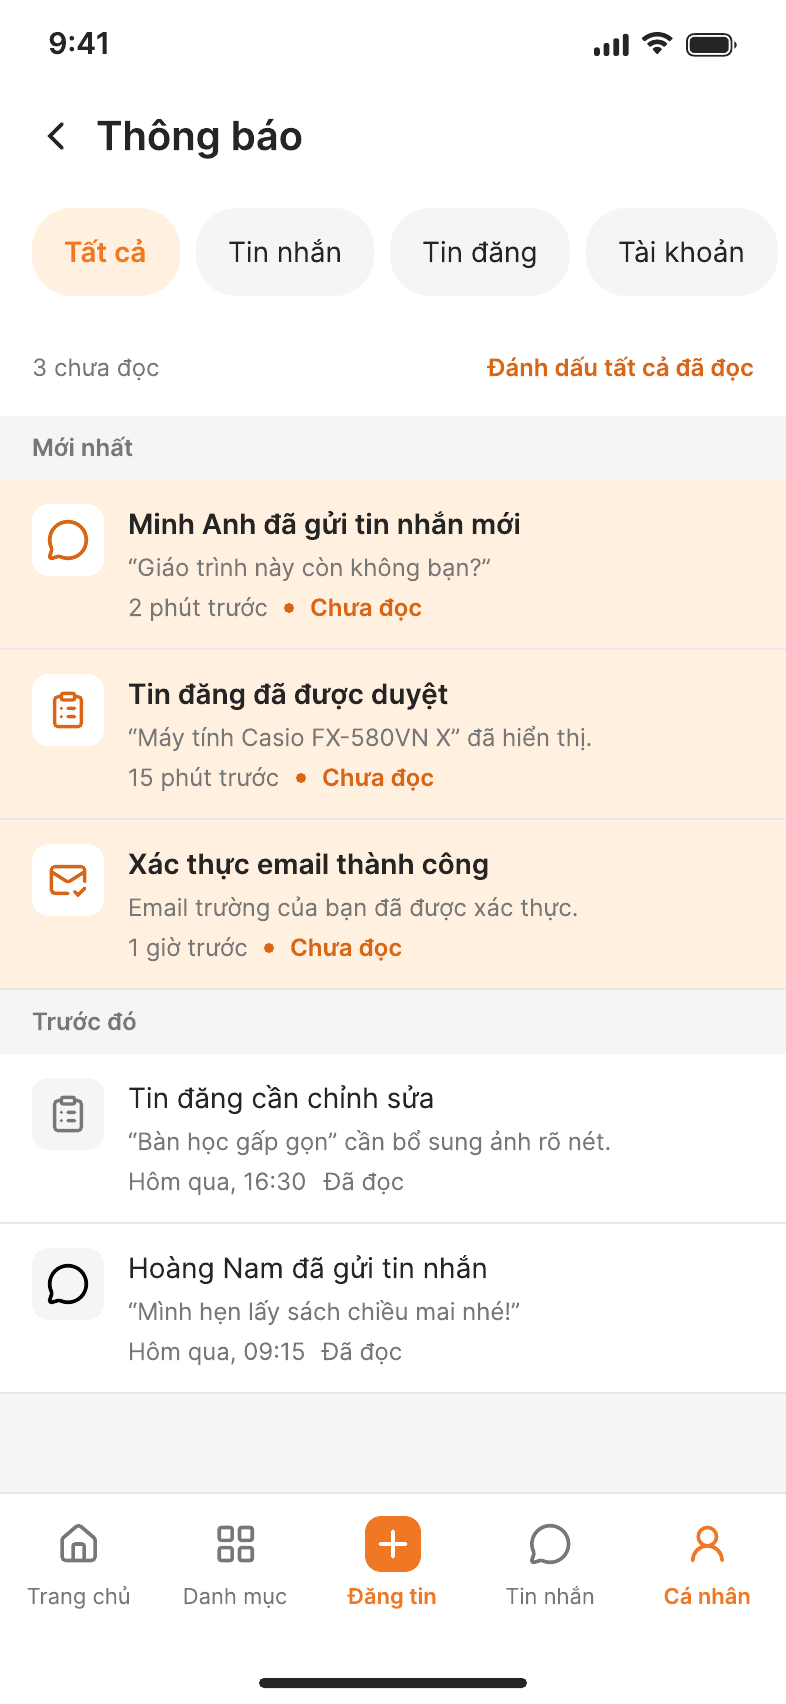 9:41
Thông báo
Tất cả
Tin nhắn
Tin đăng
Tài khoản
3 chưa đọc
Đánh dấu tất cả đã đọc
Mới nhất
Minh Anh đã gửi tin nhắn mới
“Giáo trình này còn không bạn?”
2 phút trước • Chưa đọc
Tin đăng đã được duyệt
“Máy tính Casio FX-580VN X” đã hiển thị.
15 phút trước • Chưa đọc
Xác thực email thành công
Email trường của bạn đã được xác thực.
1 giờ trước • Chưa đọc
Trước đó
Tin đăng cần chỉnh sửa
“Bàn học gấp gọn” cần bổ sung ảnh rõ nét.
Hôm qua, 16:30 Đã đọc
Hoàng Nam đã gửi tin nhắn
“Mình hẹn lấy sách chiều mai nhé!”
Hôm qua, 09:15 Đã đọc
Trang chủ
Danh mục
Đăng tin
Tin nhắn
Cá nhân